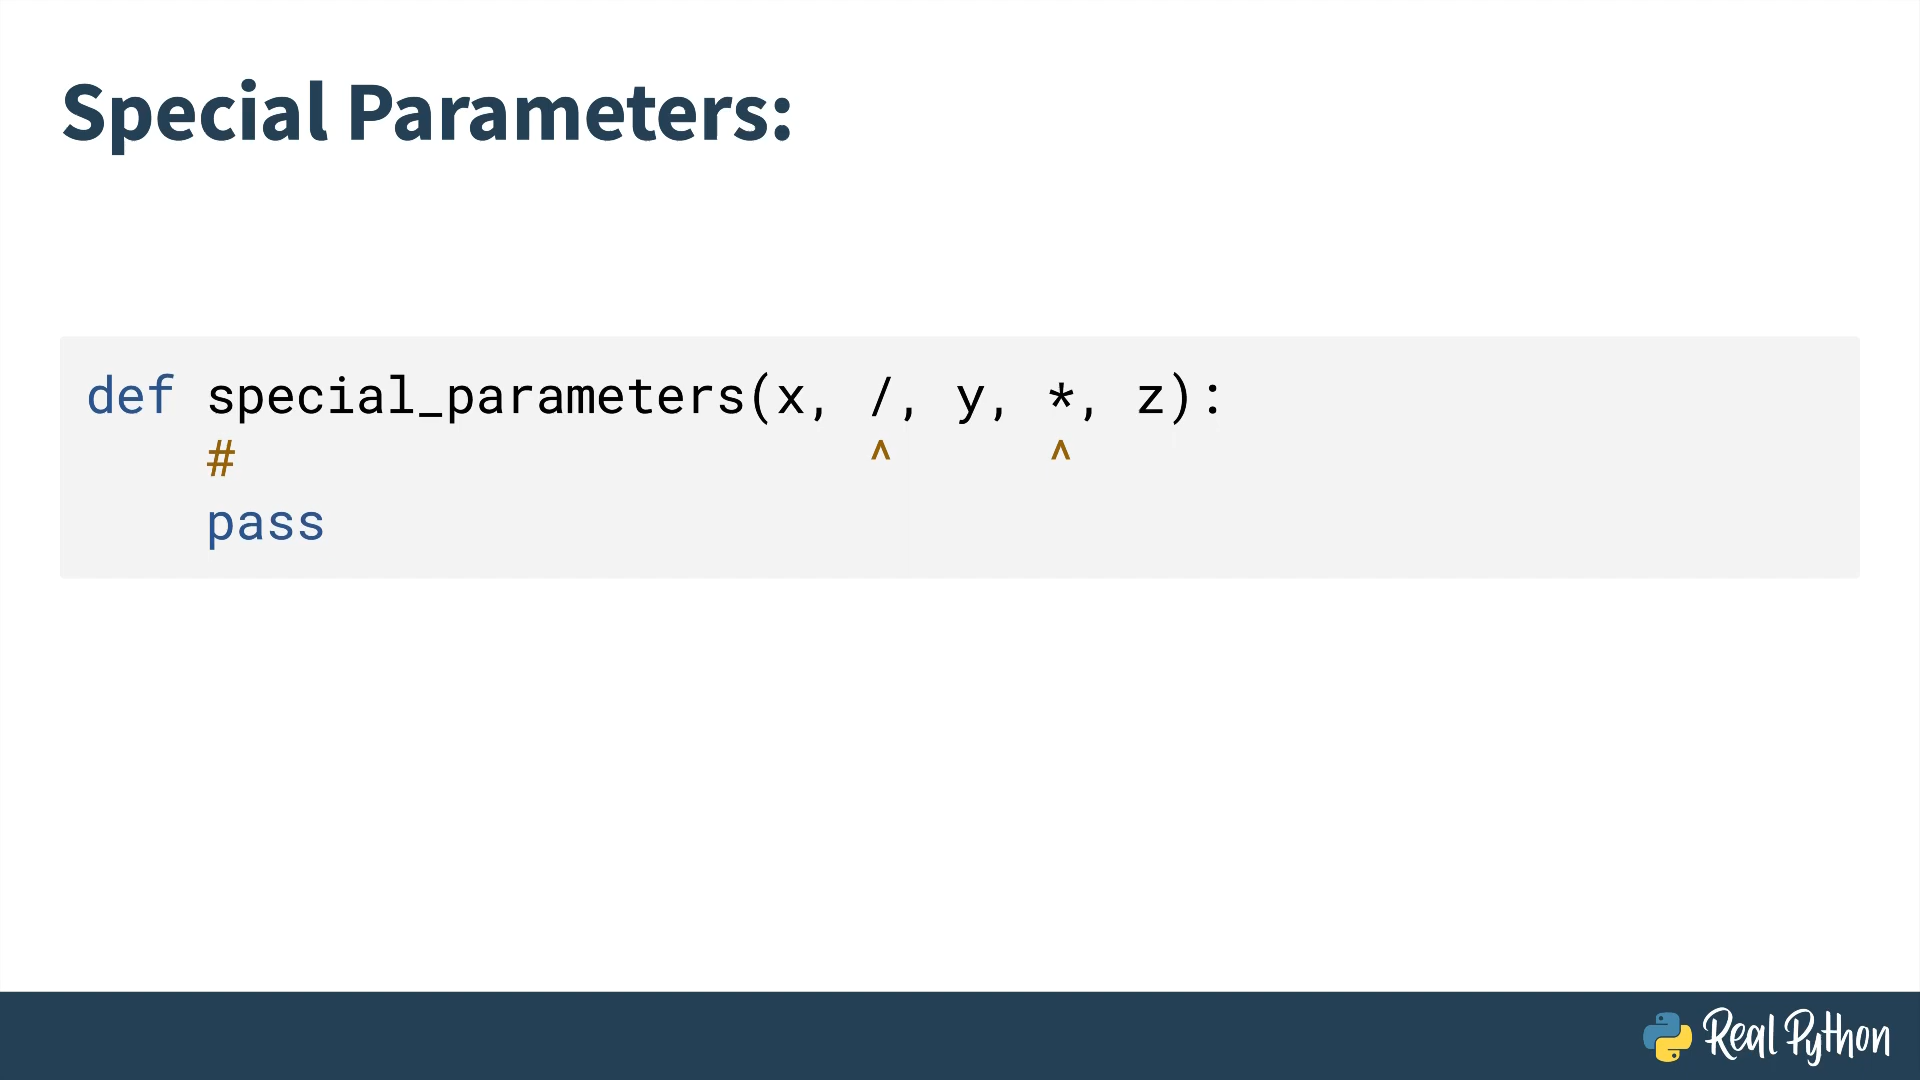 Special Parameters:
def special_parameters(x, /, y, *, z):
    #                     ^     ^
    pass
Real Python